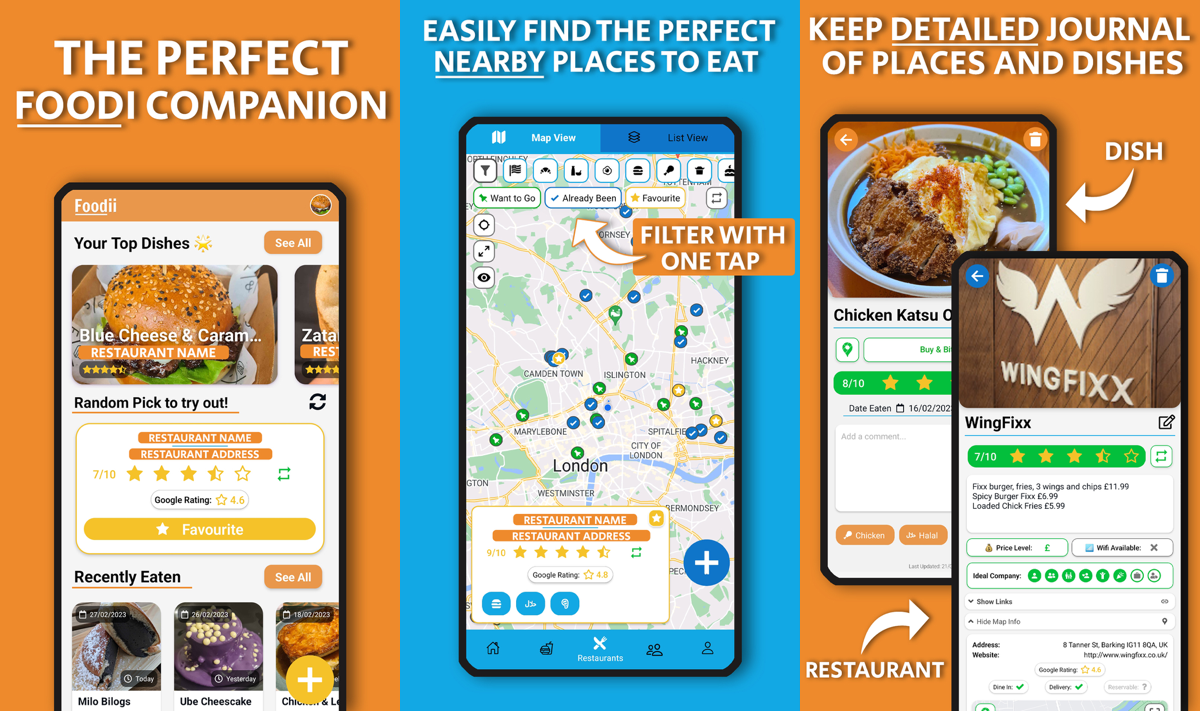 THE PERFECT
FOODI COMPANION
Foodii
Your Top Dishes
See All
Blue Cheese & Caram...
RESTAURANT NAME
Zata
REST
Random Pick to try out!
RESTAURANT NAME
RESTAURANT ADDRESS
7/10
Google Rating: 4.6
Favourite
Recently Eaten
See All
27/02/2023
Today
Milo Bilogs
26/02/2023
Yesterday
Ube Cheescake
18/02/2023
EASILY FIND THE PERFECT
NEARBY PLACES TO EAT
Map View
List View
TOTTENHAM
Want to Go
Already Been
Favourite
ORNSEY
FILTER WITH
ONE TAP
HACKNEY
CAMDEN TOWN
ISLINGTON
MARYLEBONE
SPITALFIE
CITY OF
LONDON
London
GTON
WESTMINSTER
BERMONDSEY
RESTAURANT NAME
RESTAURANT ADDRESS
9/10
Google Rating: 4.8
PEC
Restaurants
KEEP DETAILED JOURNAL
OF PLACES AND DISHES
DISH
Chicken Katsu O
Buy & Bi
8/10
Date Eaten 16/02/202
Add a comment...
Chicken
Halal
RESTAURANT
WINGFIXX
WingFixx
7/10
Fixx burger, fries, 3 wings and chips £11.99
Spicy Burger Fixx £6.99
Loaded Chick Fries £5.99
Price Level: £
Wifi Available:
Ideal Company:
Show Links
Hide Map Info
Address: 8 Tanner St, Barking IG11 8QA, UK
Website: http://www.wingfixx.co.uk/
Google Rating: 4.6
Dine In:
Delivery:
Reservable: ?